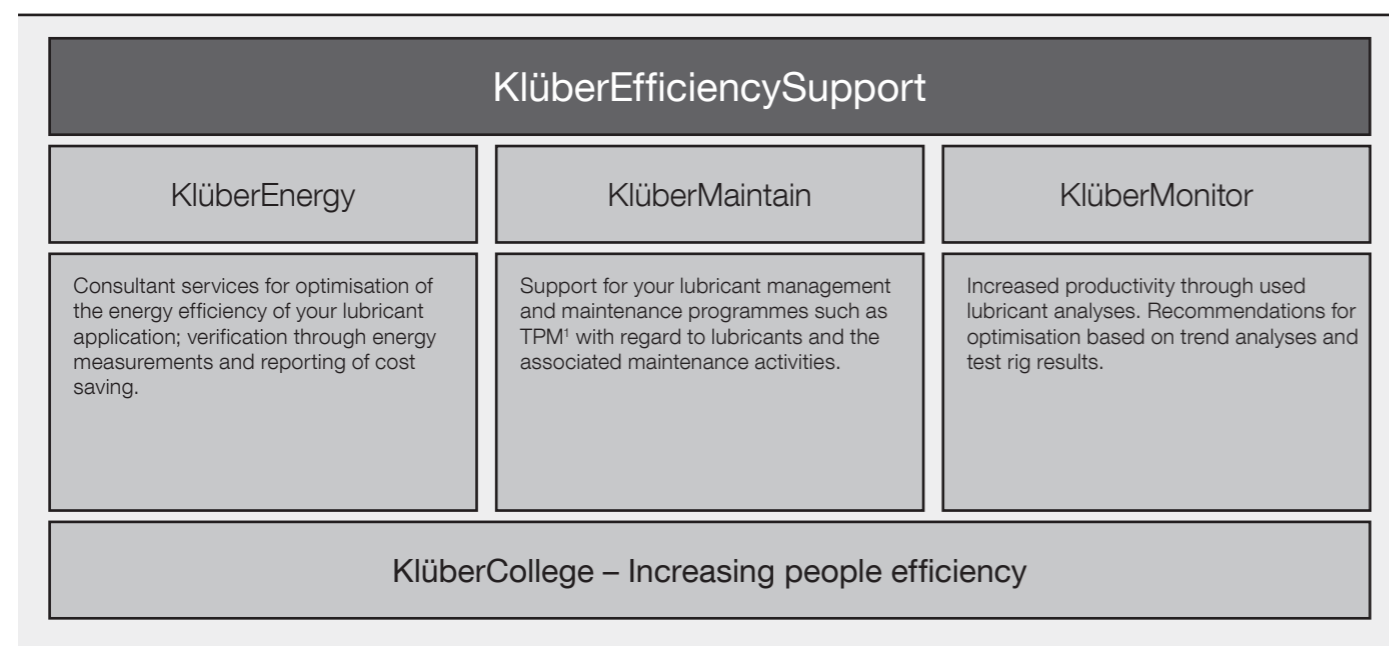 KlüberEfficiencySupport
KlüberEnergy
KlüberMaintain
KlüberMonitor
Consultant services for optimisation of
the energy efficiency of your lubricant
application; verification through energy
measurements and reporting of cost
saving.
Support for your lubricant management
and maintenance programmes such as
TPM¹ with regard to lubricants and the
associated maintenance activities.
Increased productivity through used
lubricant analyses. Recommendations for
optimisation based on trend analyses and
test rig results.
KlüberCollege – Increasing people efficiency